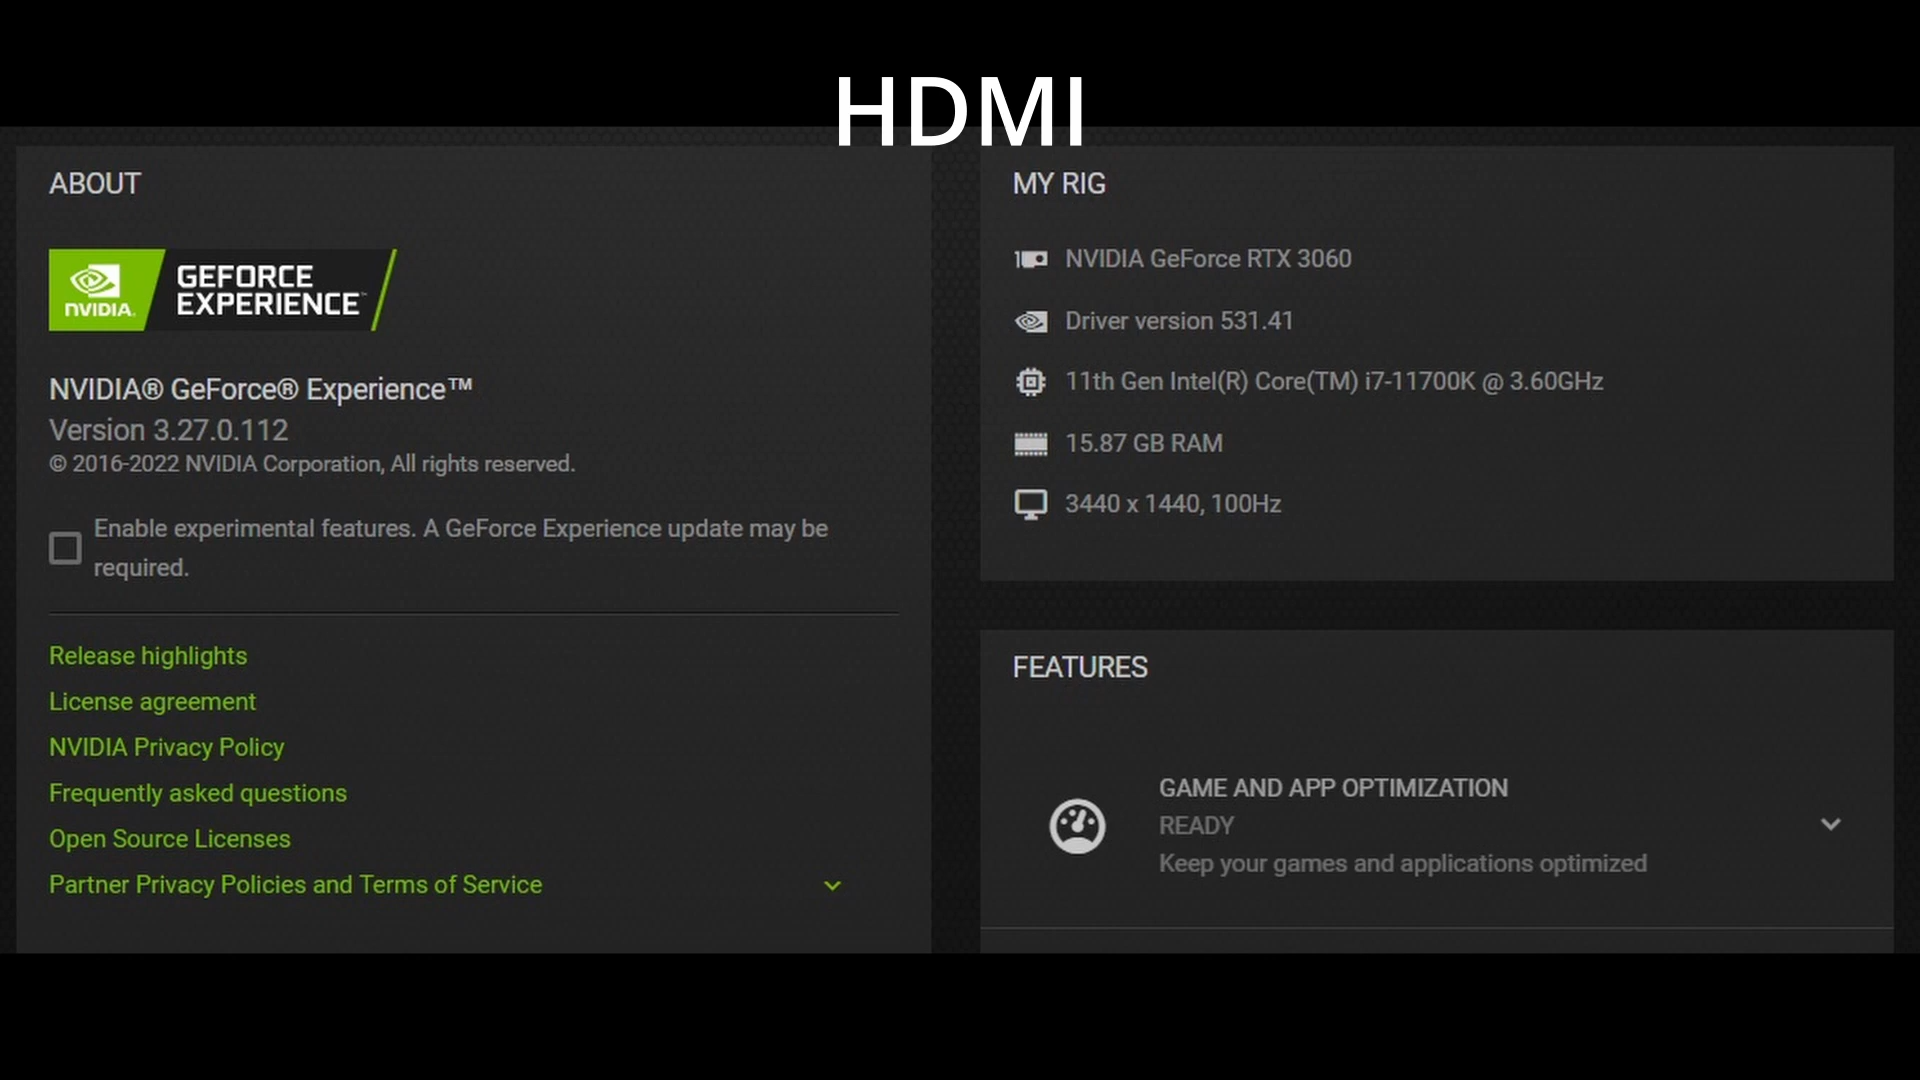 HDMI
ABOUT
NVIDIA.
GEFORCE
EXPERIENCE™
NVIDIA® GeForce® Experience™
Version 3.27.0.112
© 2016-2022 NVIDIA Corporation, All rights reserved.
Enable experimental features. A GeForce Experience update may be
required.
Release highlights
License agreement
NVIDIA Privacy Policy
Frequently asked questions
Open Source Licenses
Partner Privacy Policies and Terms of Service
MY RIG
NVIDIA GeForce RTX 3060
Driver version 531.41
11th Gen Intel(R) Core(TM) i7-11700K @ 3.60GHz
15.87 GB RAM
3440 x 1440, 100Hz
FEATURES
GAME AND APP OPTIMIZATION
READY
Keep your games and applications optimized